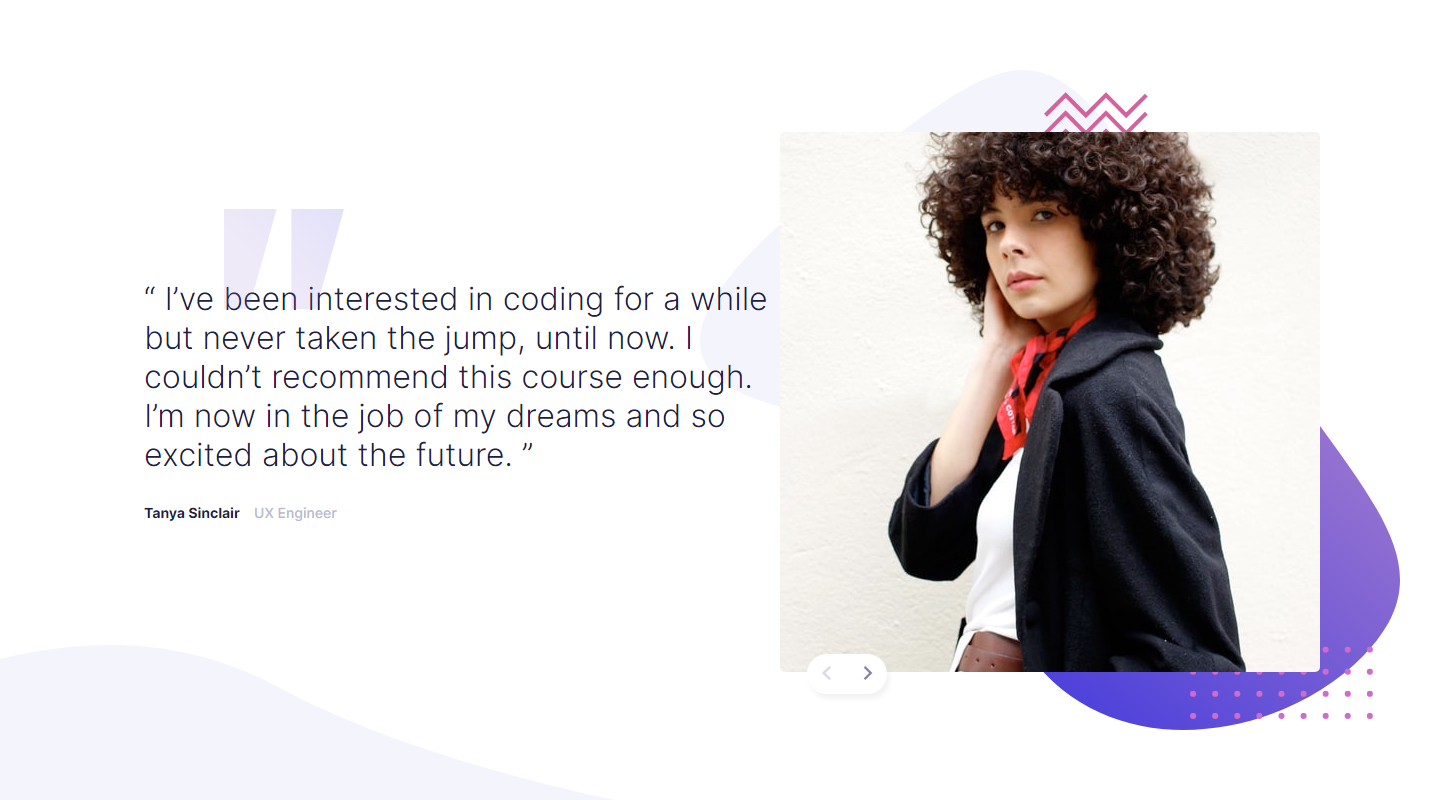 “ I’ve been interested in coding for a while
but never taken the jump, until now. I
couldn’t recommend this course enough.
I’m now in the job of my dreams and so
excited about the future. ”
Tanya Sinclair UX Engineer